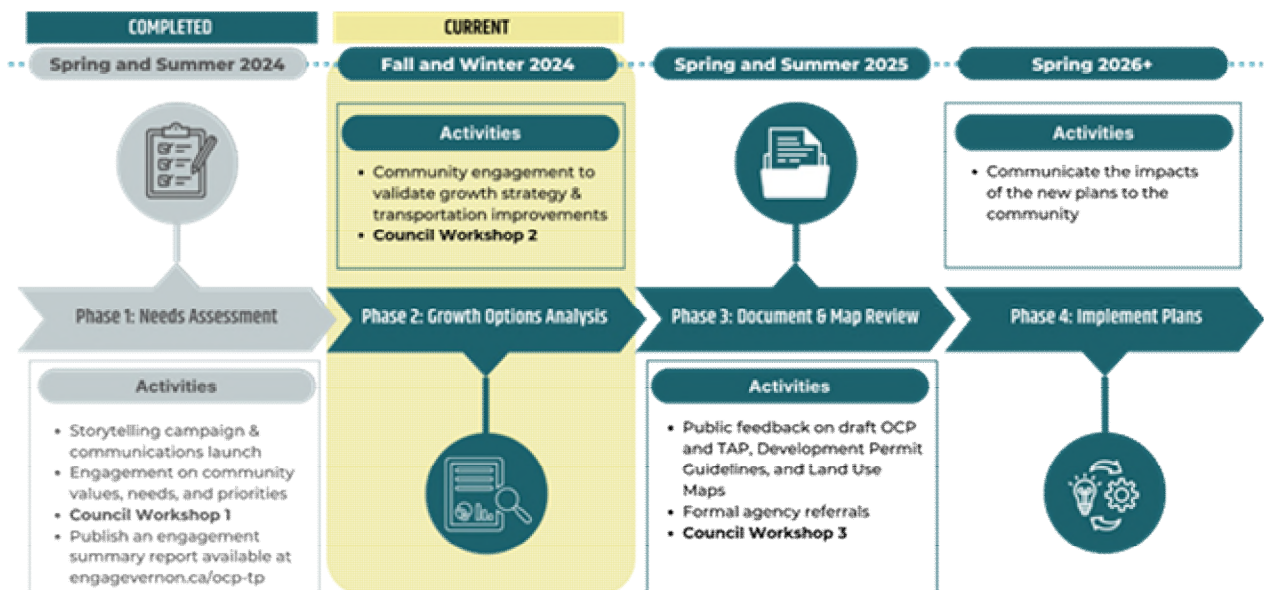 COMPLETED
CURRENT
Spring and Summer 2024
Fall and Winter 2024
Spring and Summer 2025
Spring 2026+
Activities
• Community engagement to
validate growth strategy &
transportation improvements
• Council Workshop 2
Activities
• Communicate the impacts
of the new plans to the
community
Phase 1: Needs Assessment
Phase 2: Growth Options Analysis
Phase 3: Document & Map Review
Phase 4: Implement Plans
Activities
• Storytelling campaign &
communications launch
• Engagement on community
values, needs, and priorities
• Council Workshop 1
• Publish an engagement
summary report available at
engagevernon.ca/ocp-tp
Activities
• Public feedback on draft OCP
and TAP, Development Permit
Guidelines, and Land Use
Maps
• Formal agency referrals
• Council Workshop 3